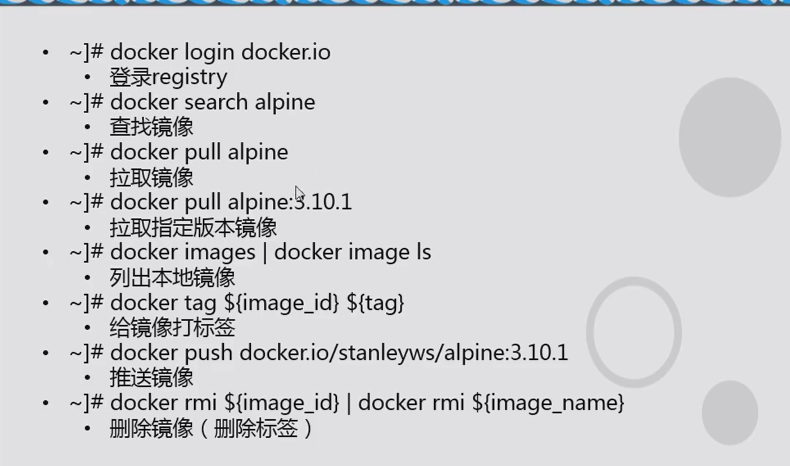 • ~]# docker login docker.io
• 登录registry
• ~]# docker search alpine
• 查找镜像
• ~]# docker pull alpine
• 拉取镜像
• ~]# docker pull alpine:3.10.1
• 拉取指定版本镜像
• ~]# docker images | docker image ls
• 列出本地镜像
• ~]# docker tag ${image_id} ${tag}
• 给镜像打标签
• ~]# docker push docker.io/stanleyws/alpine:3.10.1
• 推送镜像
• ~]# docker rmi ${image_id} | docker rmi ${image_name}
• 删除镜像（删除标签）